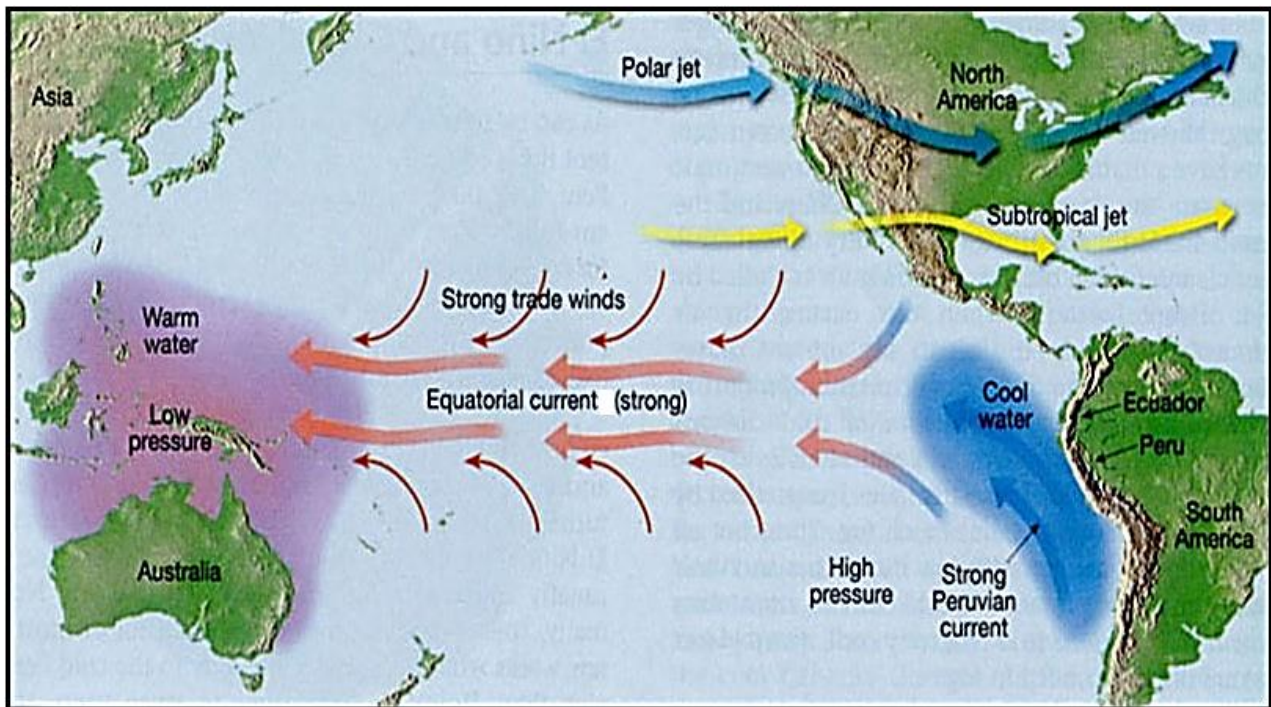 Asia
Polar jet
North
America
Subtropical jet
Strong trade winds
Warm
water
Equatorial current (strong)
Cool
water
Low
pressure
Ecuador
Peru
South
America
Australia
High
pressure
Strong
Peruvian
current